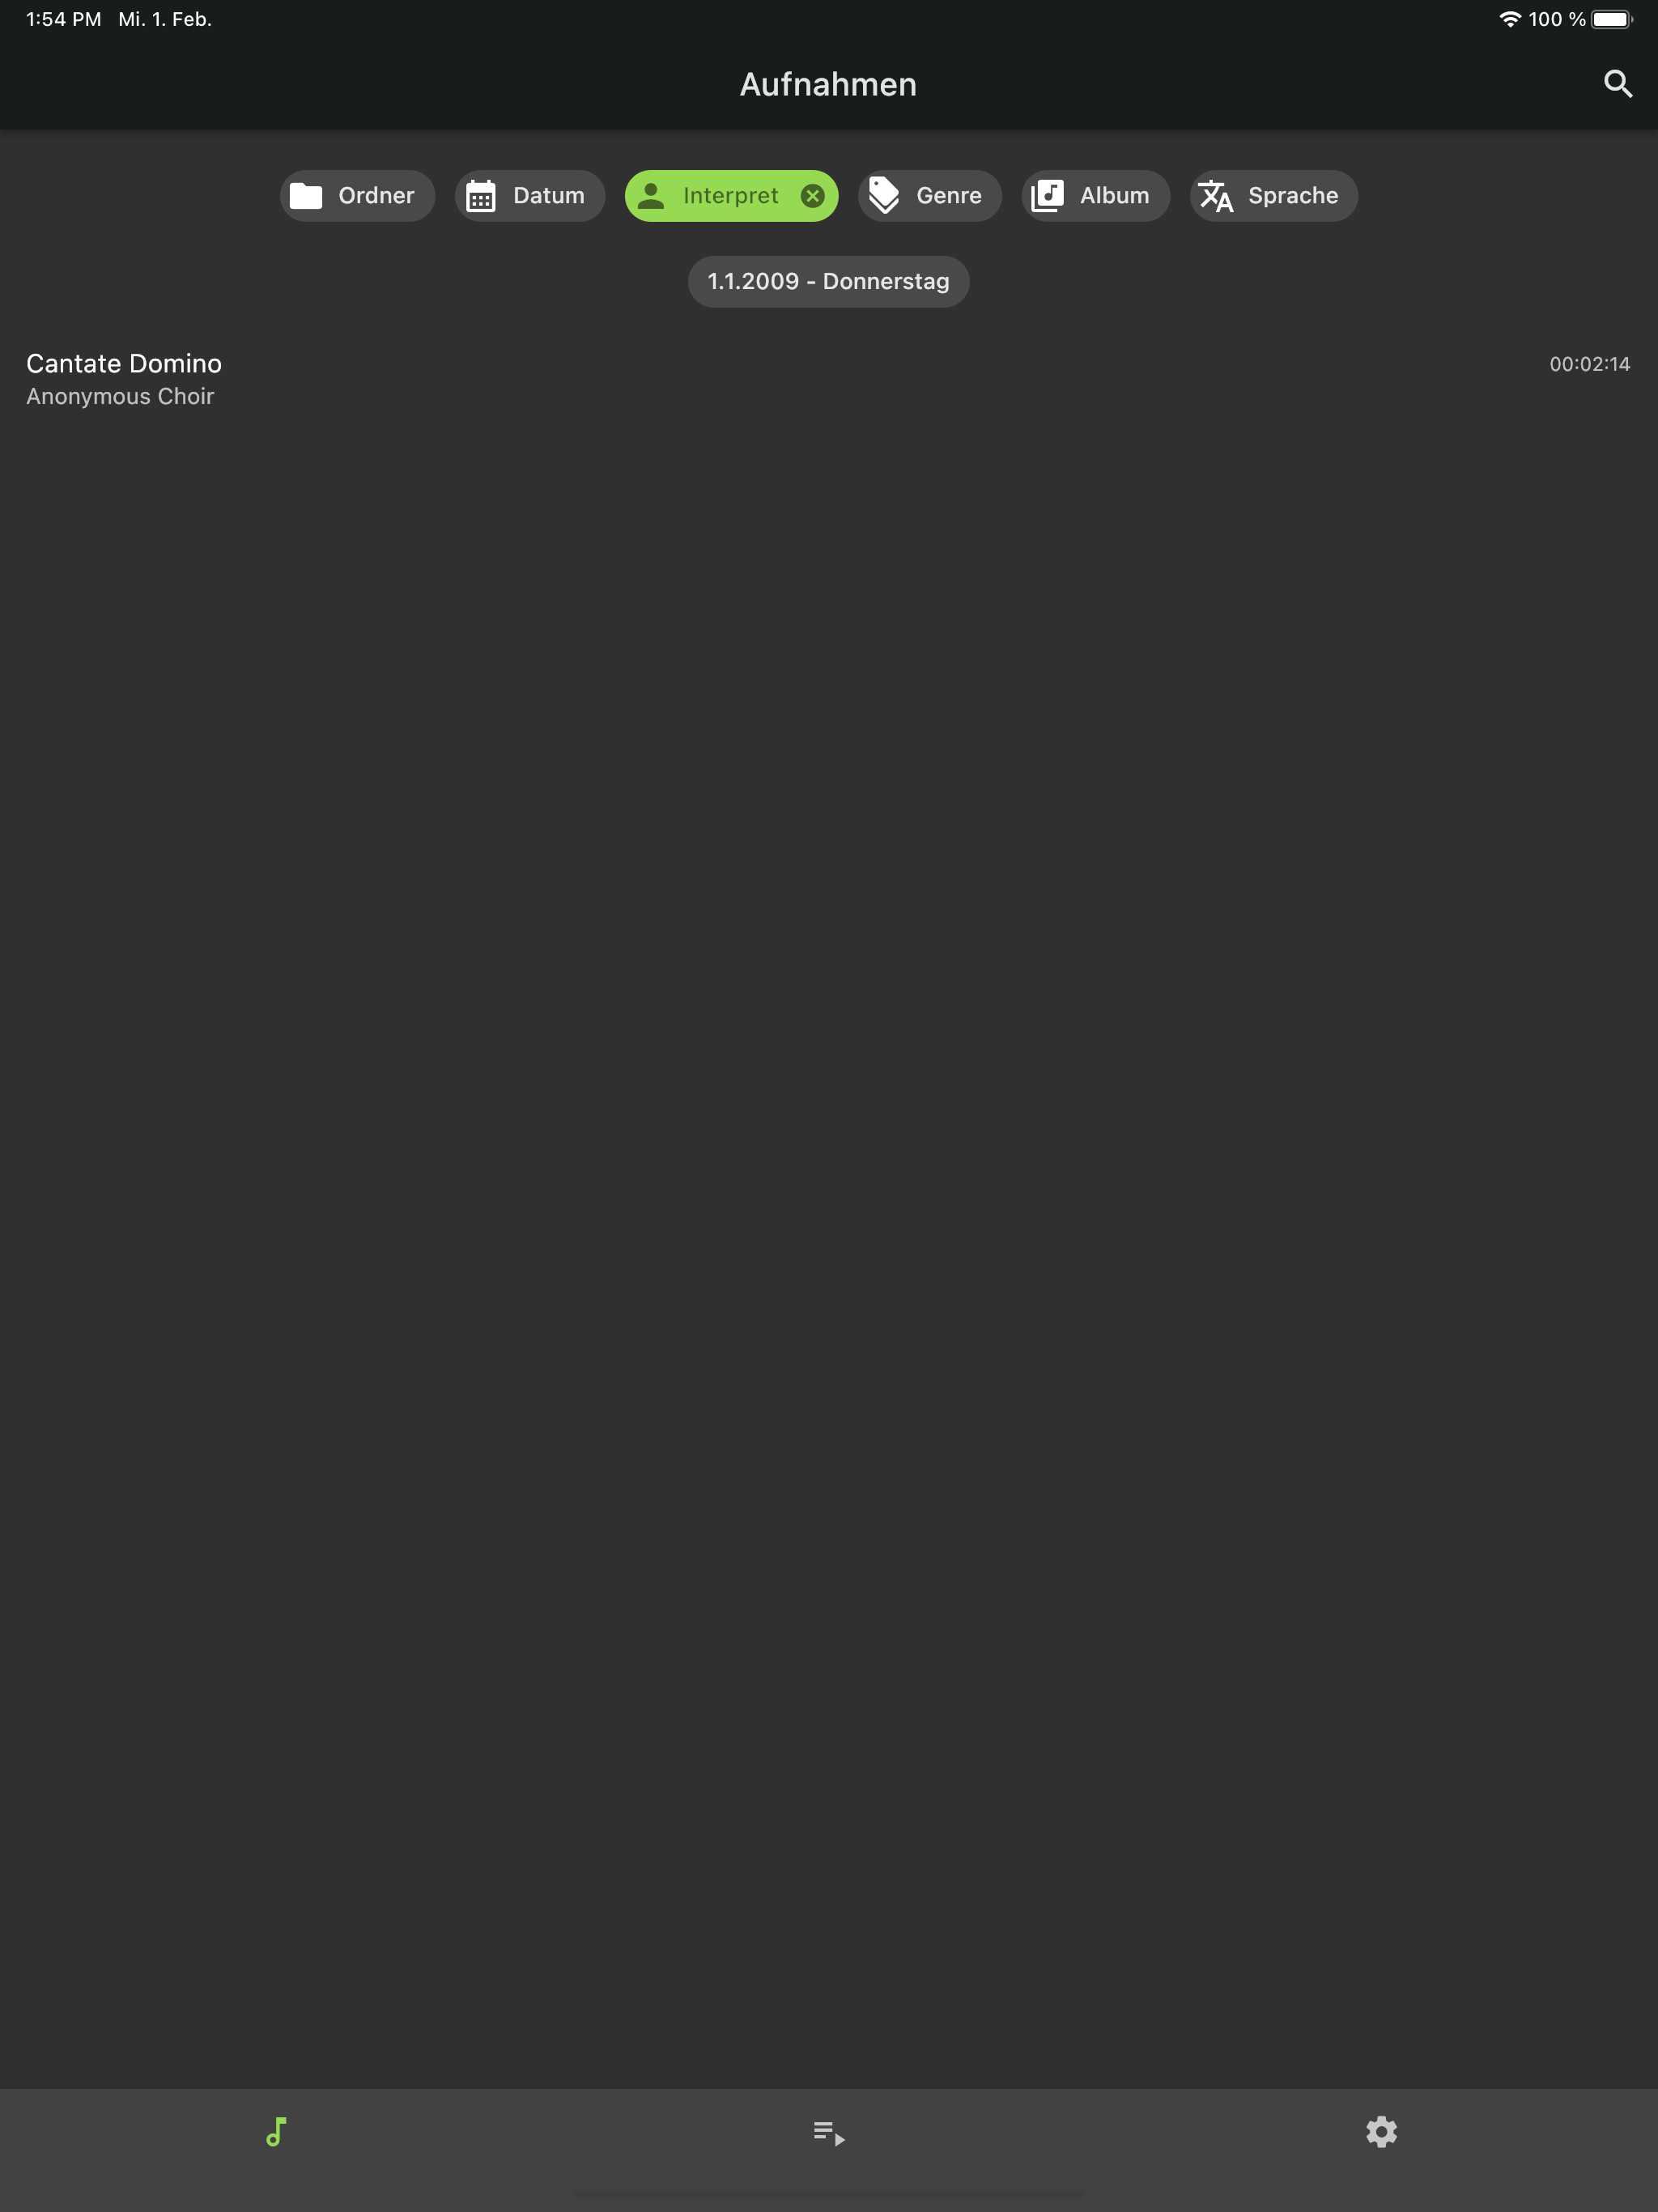 1:54 PM Mi. 1. Feb. 100 %
Aufnahmen
Ordner Datum Interpret Genre Album Sprache
1.1.2009 - Donnerstag
Cantate Domino 00:02:14
Anonymous Choir